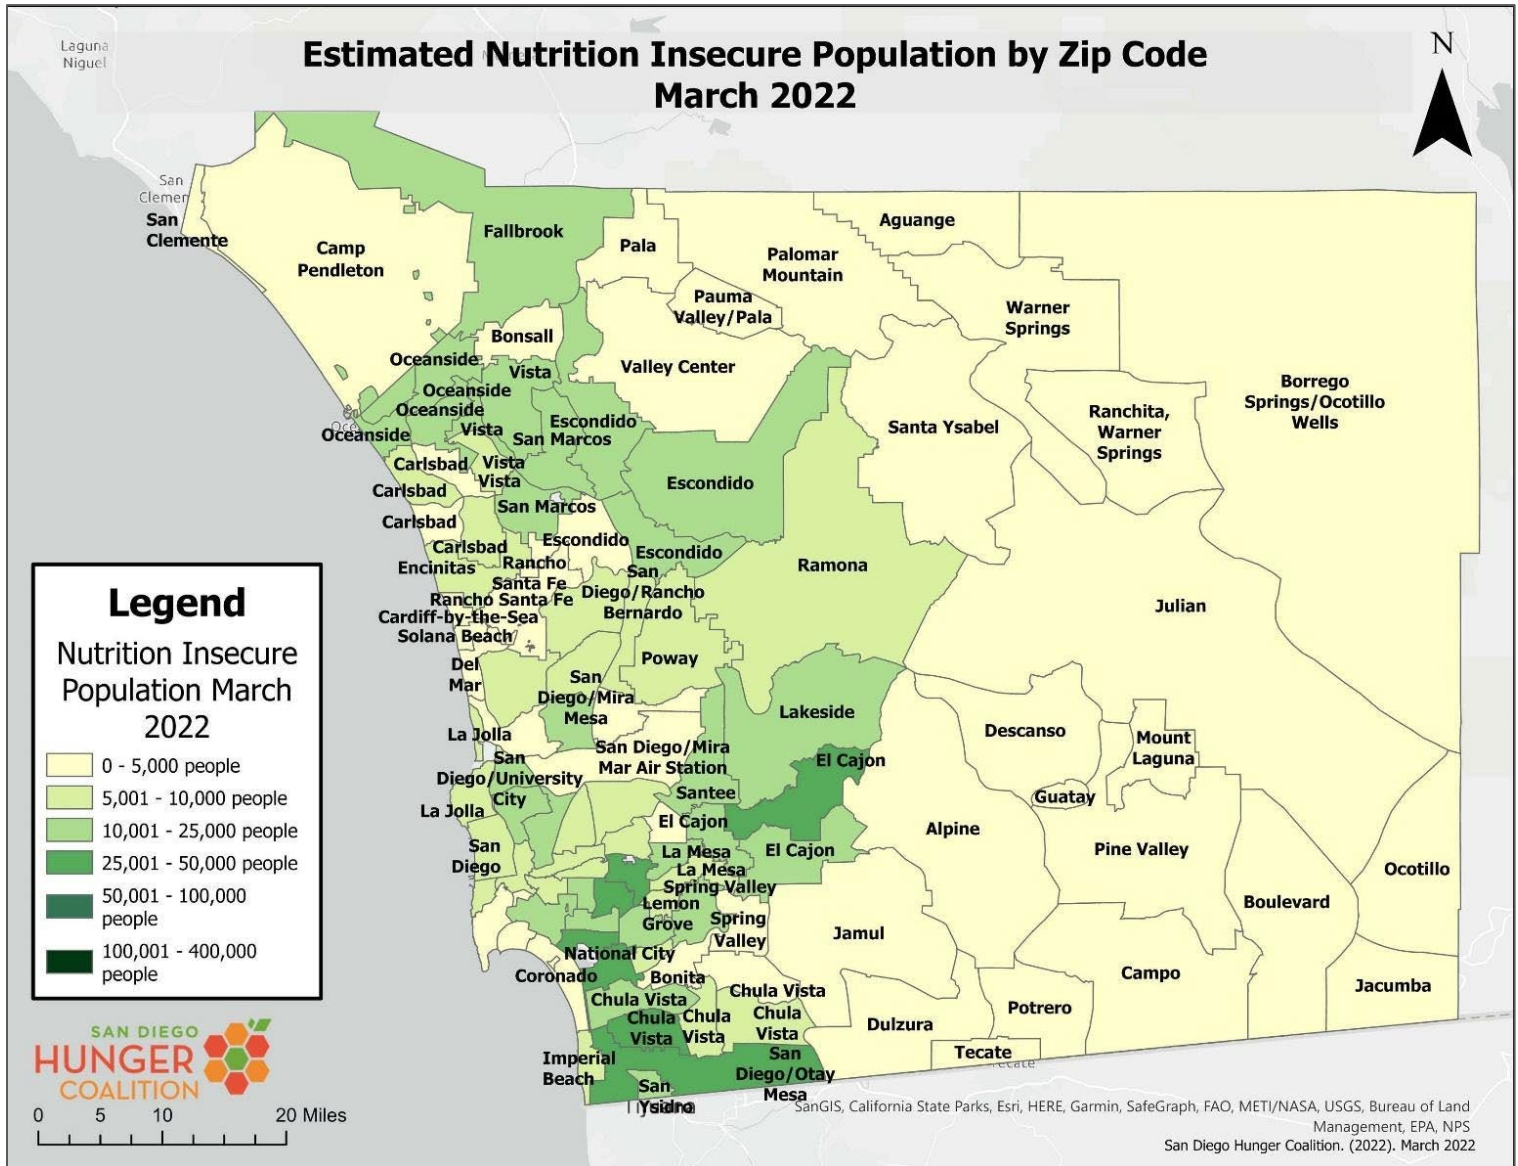 Estimated Nutrition Insecure Population by Zip Code
March 2022
N
Laguna
Niguel
San
Clemen
San
Clemente
Camp
Pendleton
Fallbrook
Pala
Palomar
Mountain
Aguange
Pauma
Valley/Pala
Warner
Springs
Bonsall
Valley Center
Borrego
Springs/Ocotillo
Wells
Oceanside
Vista
Oceanside
Oceanside
Oceanside
Vista
Escondido
San Marcos
Ranchita,
Warner
Springs
Santa Ysabel
Carlsbad
Vista
Vista
Escondido
Carlsbad
San Marcos
Carlsbad
Escondido
Carlsbad
Escondido
Encinitas
Rancho
Santa Fe
San
Diego/Rancho
Bernardo
Ramona
Rancho Santa Fe
Cardiff-by-the-Sea
Solana Beach
Julian
Del
Mar
Poway
San
Diego/Mira
Mesa
Lakeside
Descanso
Mount
Laguna
La Jolla
San Diego/Mira
Mar Air Station
El Cajon
San
Diego/University
City
Santee
Guatay
La Jolla
El Cajon
Alpine
San
Diego
La Mesa
El Cajon
Pine Valley
La Mesa
Ocotillo
Spring Valley
Lemon
Grove
Spring
Valley
Boulevard
Jamul
National City
Coronado
Bonita
Campo
Chula Vista
Chula Vista
Jacumba
Chula
Vista
Chula
Vista
Chula
Vista
Dulzura
Potrero
Imperial
Beach
San
Diego/Otay
Mesa
Tecate
San
Ysidro
Legend
Nutrition Insecure
Population March
2022
0 - 5,000 people
5,001 - 10,000 people
10,001 - 25,000 people
25,001 - 50,000 people
50,001 - 100,000
people
100,001 - 400,000
people
SAN DIEGO
HUNGER
COALITION
0 5 10 20 Miles
SanGIS, California State Parks, Esri, HERE, Garmin, SafeGraph, FAO, METI/NASA, USGS, Bureau of Land
Management, EPA, NPS
San Diego Hunger Coalition. (2022). March 2022